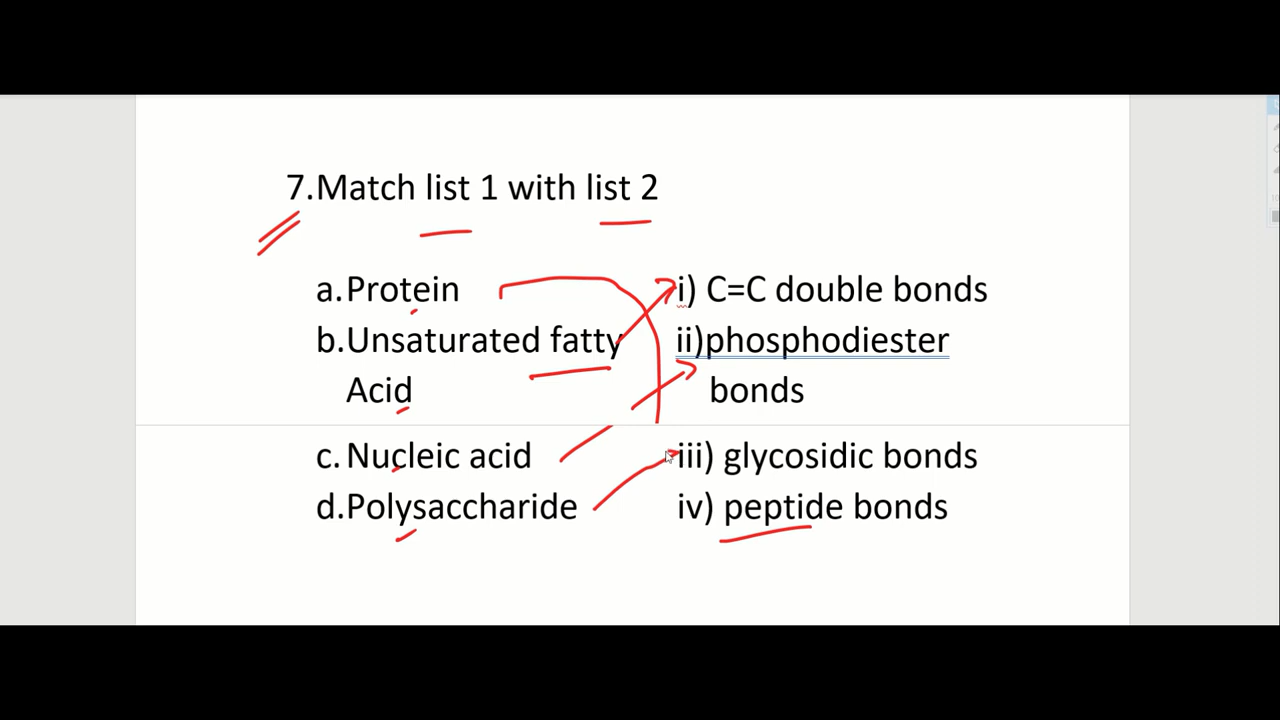 7.Match list 1 with list 2
a.Protein i) C=C double bonds
b.Unsaturated fatty ii)phosphodiester
Acid bonds
c.Nucleic acid iii) glycosidic bonds
d.Polysaccharide iv) peptide bonds